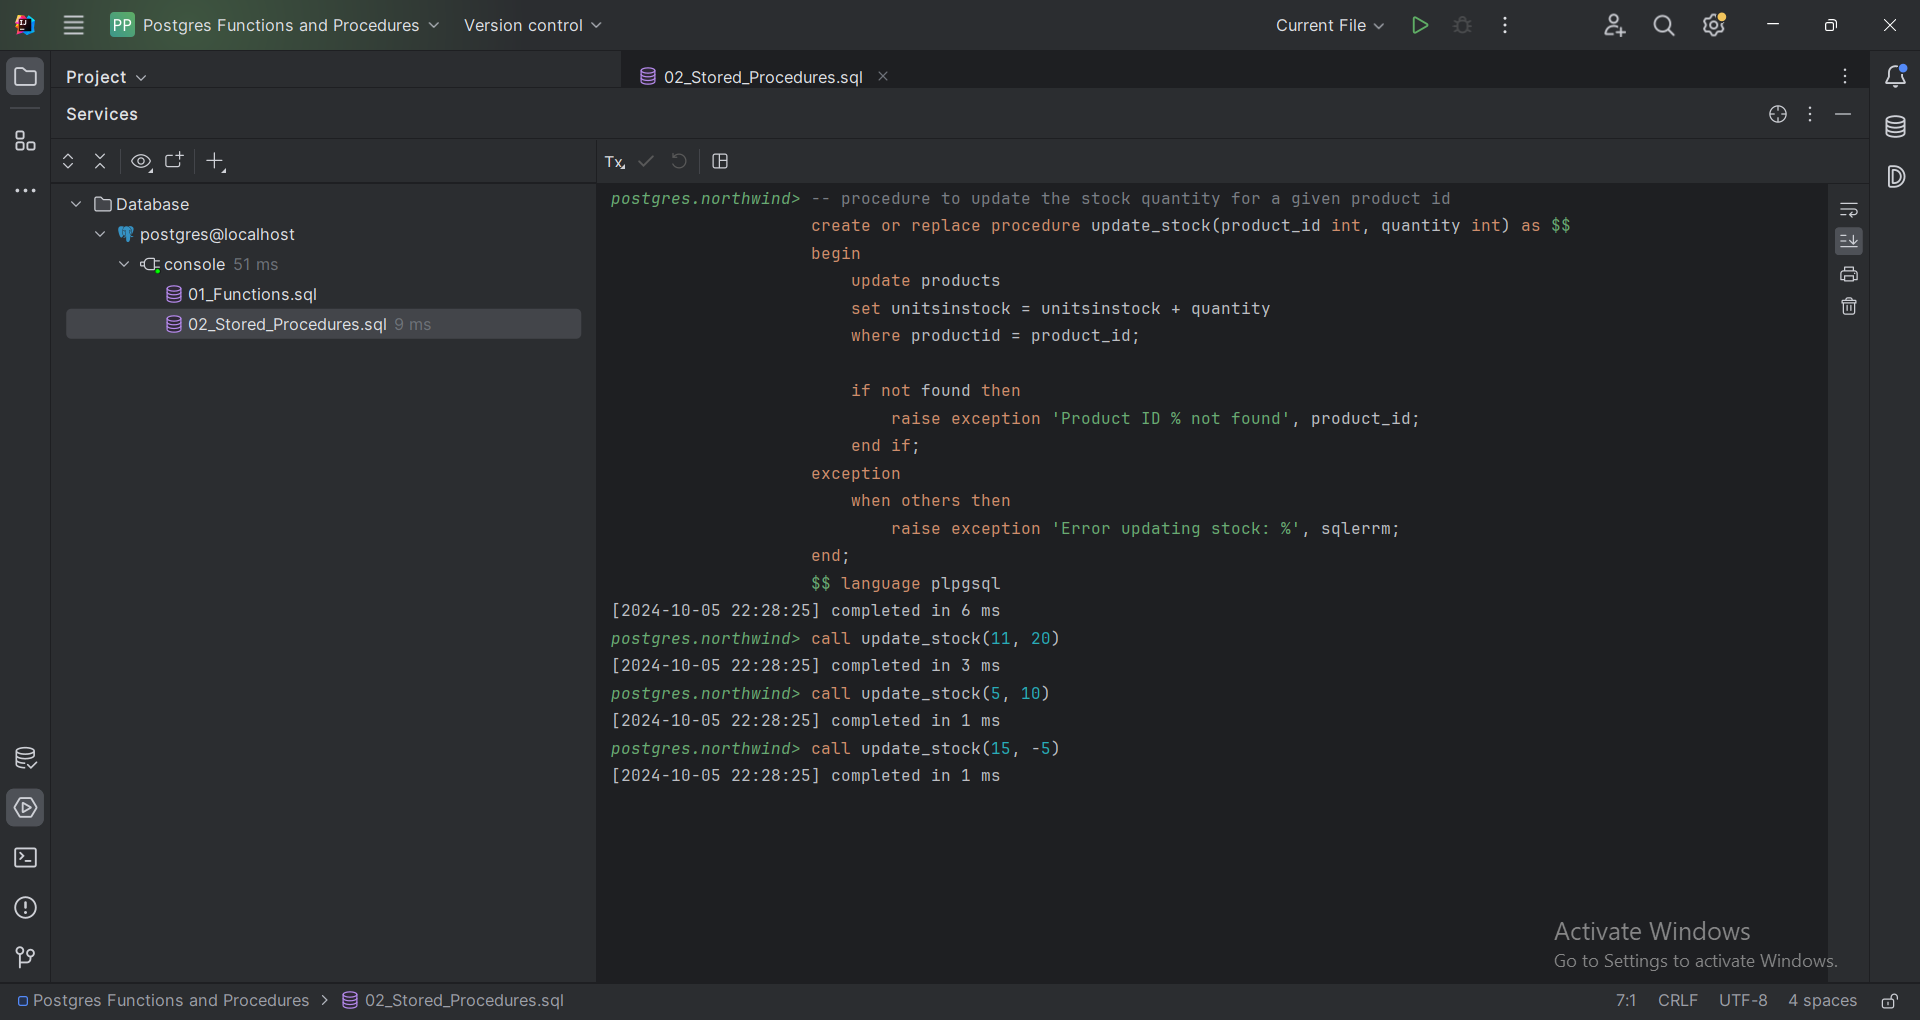 PP Postgres Functions and Procedures Version control Current File
Project 02_Stored_Procedures.sql
Services
Tx
Database
postgres@localhost
console 51 ms
01_Functions.sql
02_Stored_Procedures.sql 9 ms
postgres.northwind> -- procedure to update the stock quantity for a given product id
create or replace procedure update_stock(product_id int, quantity int) as $$
begin
update products
set unitsinstock = unitsinstock + quantity
where productid = product_id;
if not found then
raise exception 'Product ID % not found', product_id;
end if;
exception
when others then
raise exception 'Error updating stock: %', sqlerrm;
end;
$$ language plpgsql
[2024-10-05 22:28:25] completed in 6 ms
postgres.northwind> call update_stock(11, 20)
[2024-10-05 22:28:25] completed in 3 ms
postgres.northwind> call update_stock(5, 10)
[2024-10-05 22:28:25] completed in 1 ms
postgres.northwind> call update_stock(15, -5)
[2024-10-05 22:28:25] completed in 1 ms
Activate Windows
Go to Settings to activate Windows.
Postgres Functions and Procedures > 02_Stored_Procedures.sql 7:1 CRLF UTF-8 4 spaces